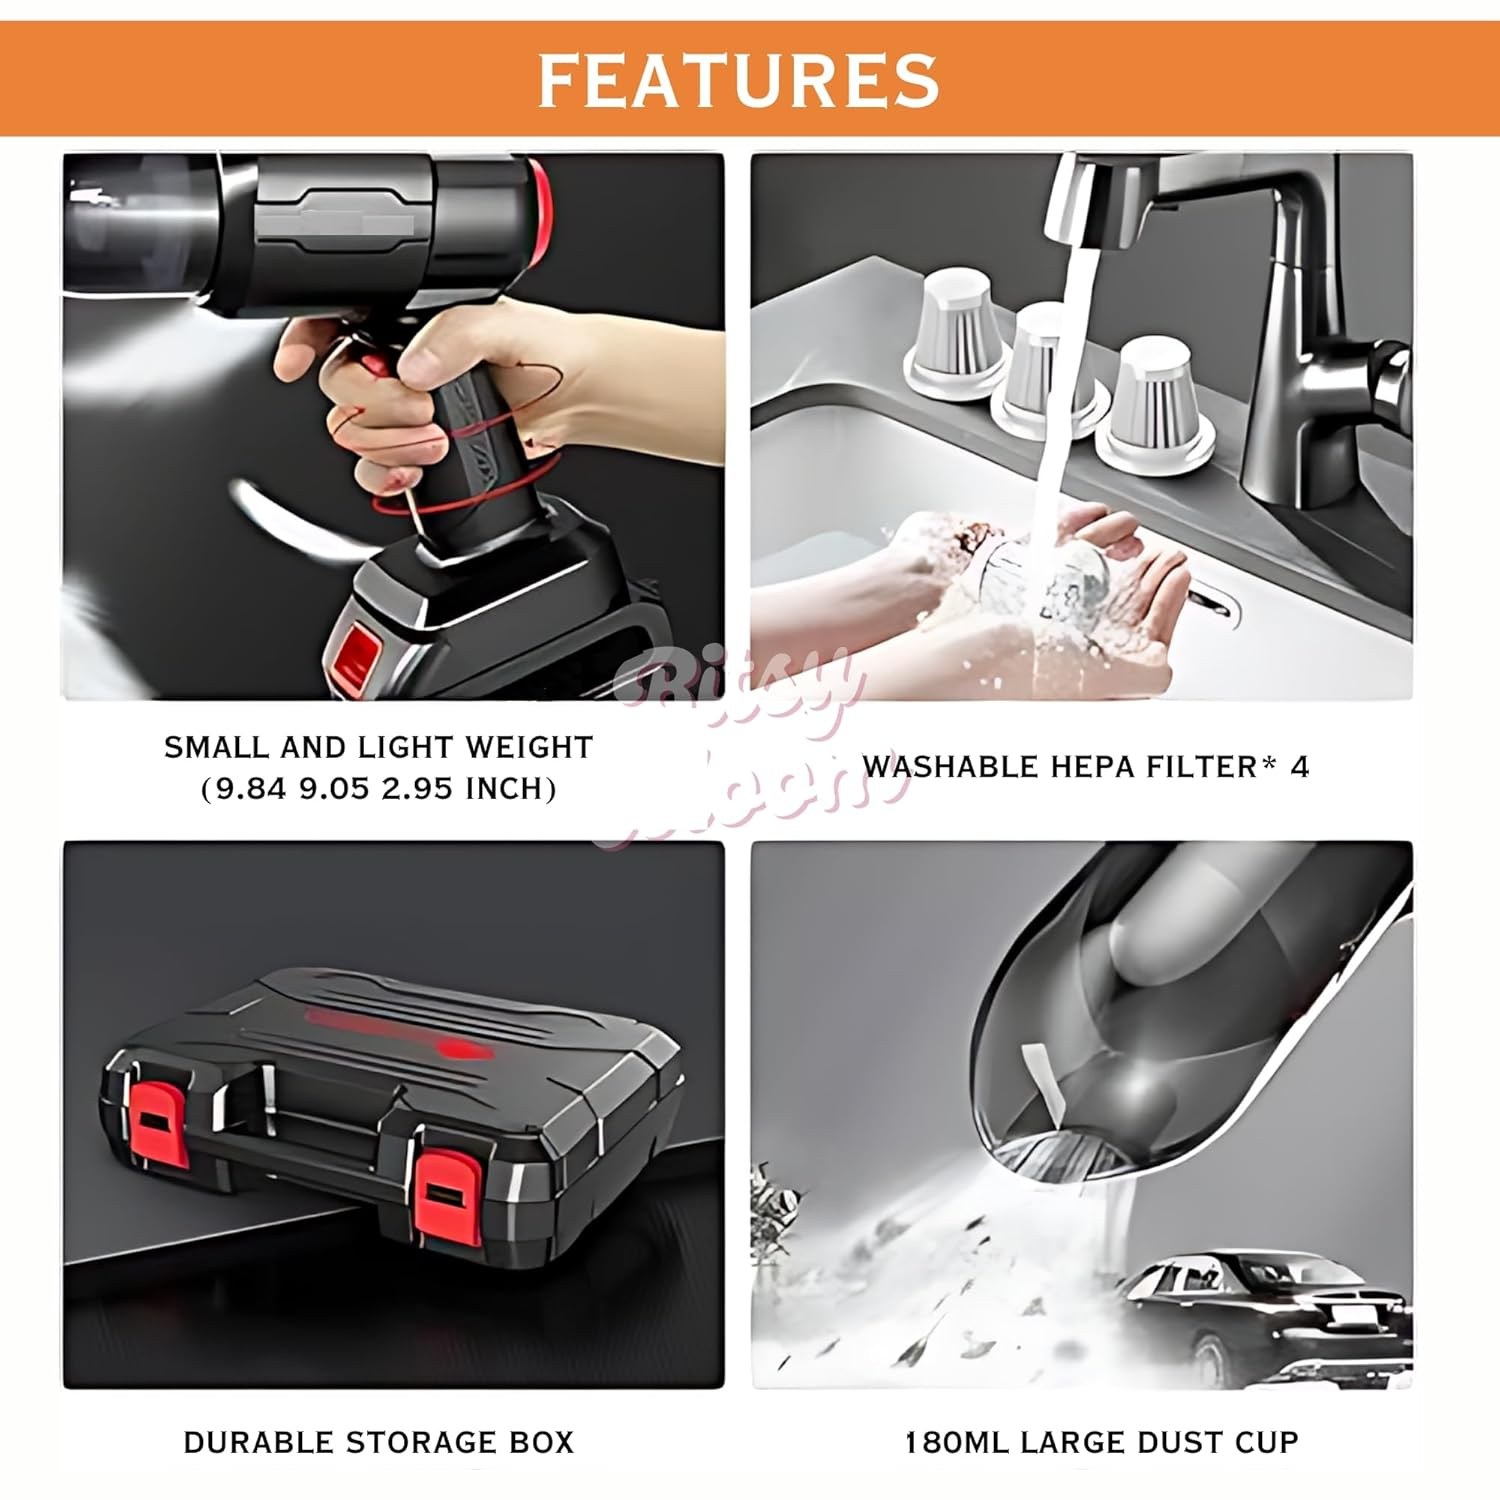 FEATURES
SMALL AND LIGHT WEIGHT
(9.84 9.05 2.95 INCH)
Bitsy
WASHABLE HEPA FILTER* 4
DURABLE STORAGE BOX
180ML LARGE DUST CUP